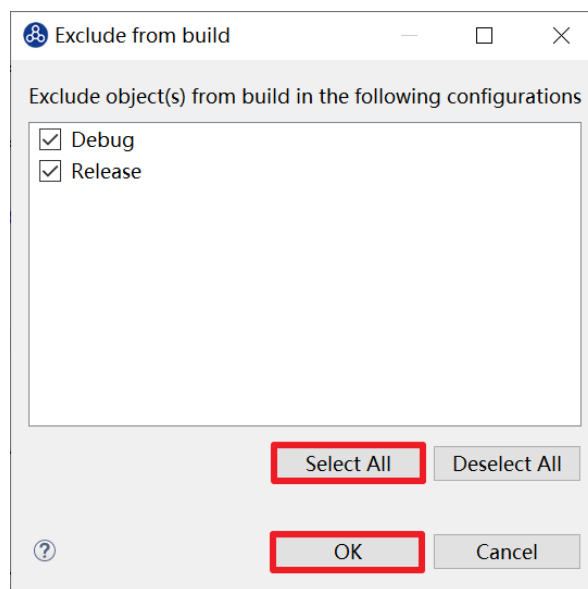 Exclude from build
Exclude object(s) from build in the following configurations
Debug
Release
Select All
Deselect All
?
OK
Cancel